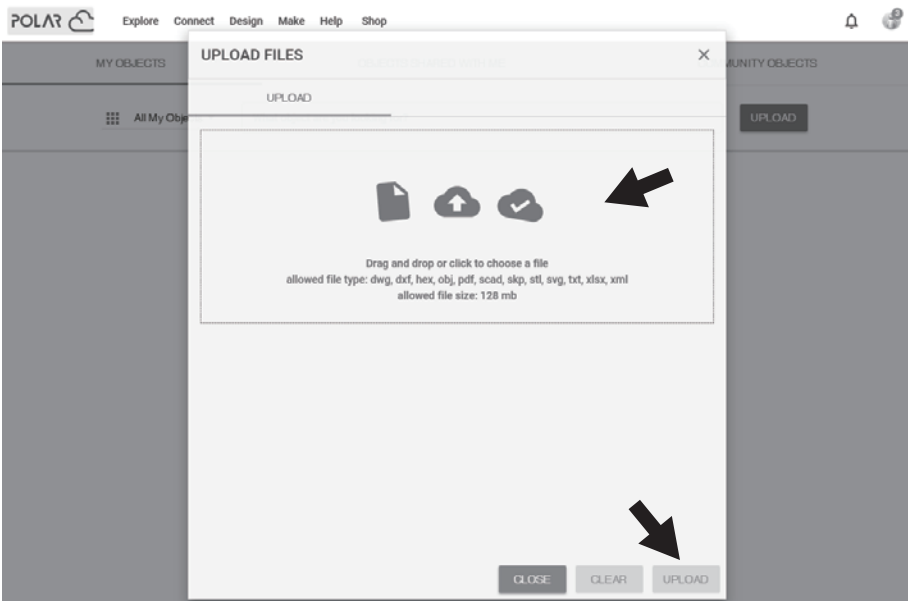 POLAR
Explore Connect Design Make Help Shop
UPLOAD FILES
MY OBJECTS
COMMUNITY OBJECTS
UPLOAD
All My Obje
UPLOAD
Drag and drop or click to choose a file
allowed file type: dwg, dxf, hex, obj, pdf, scad, skp, stl, svg, txt, xlsx, xml
allowed file size: 128 mb
CLOSE CLEAR UPLOAD